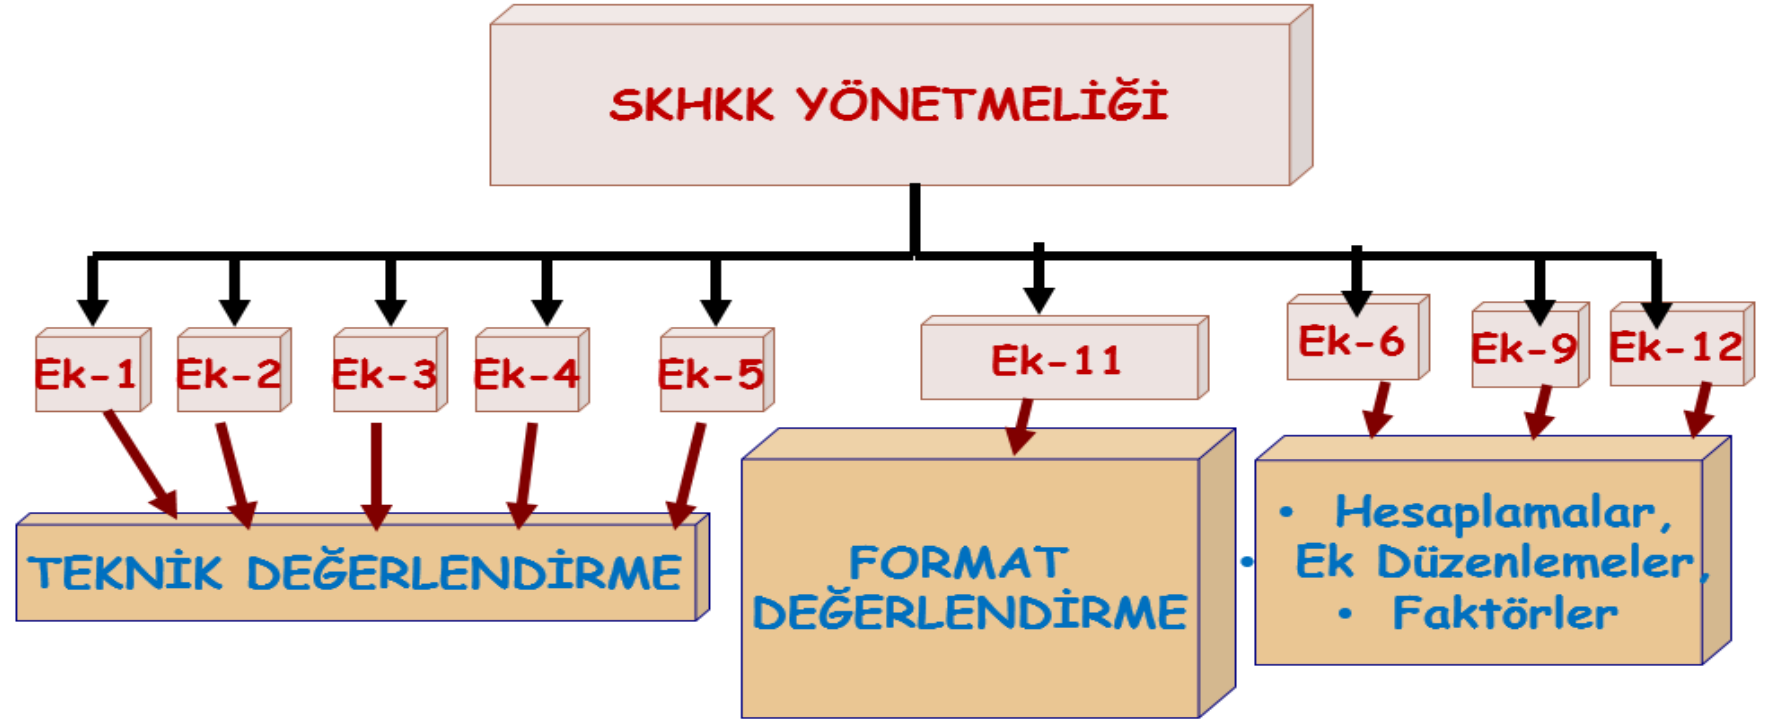 SKHKK YÖNETMELİĞİ
Ek-1
Ek-2
Ek-3
Ek-4
Ek-5
Ek-11
Ek-6
Ek-9
Ek-12
TEKNİK DEĞERLENDİRME
FORMAT
DEĞERLENDİRME
• Hesaplamalar,
• Ek Düzenlemeler,
• Faktörler